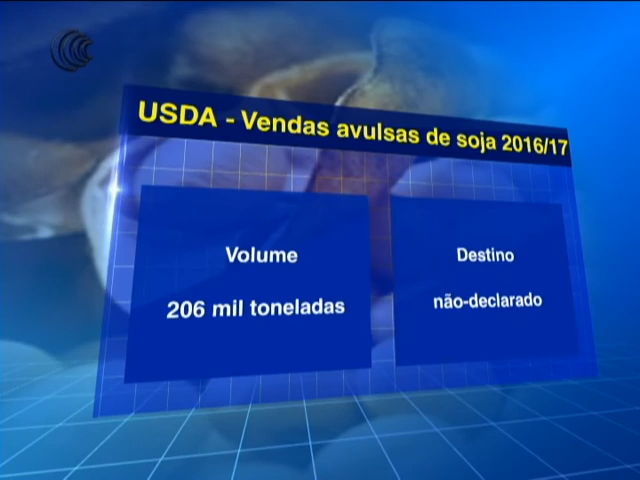 USDA - Vendas avulsas de soja 2016/17
Volume
206 mil toneladas
Destino
não-declarado